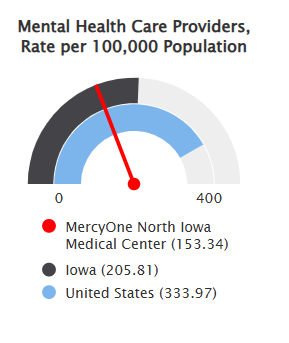 Mental Health Care Providers,
Rate per 100,000 Population
0
400
MercyOne North Iowa
Medical Center (153.34)
Iowa (205.81)
United States (333.97)